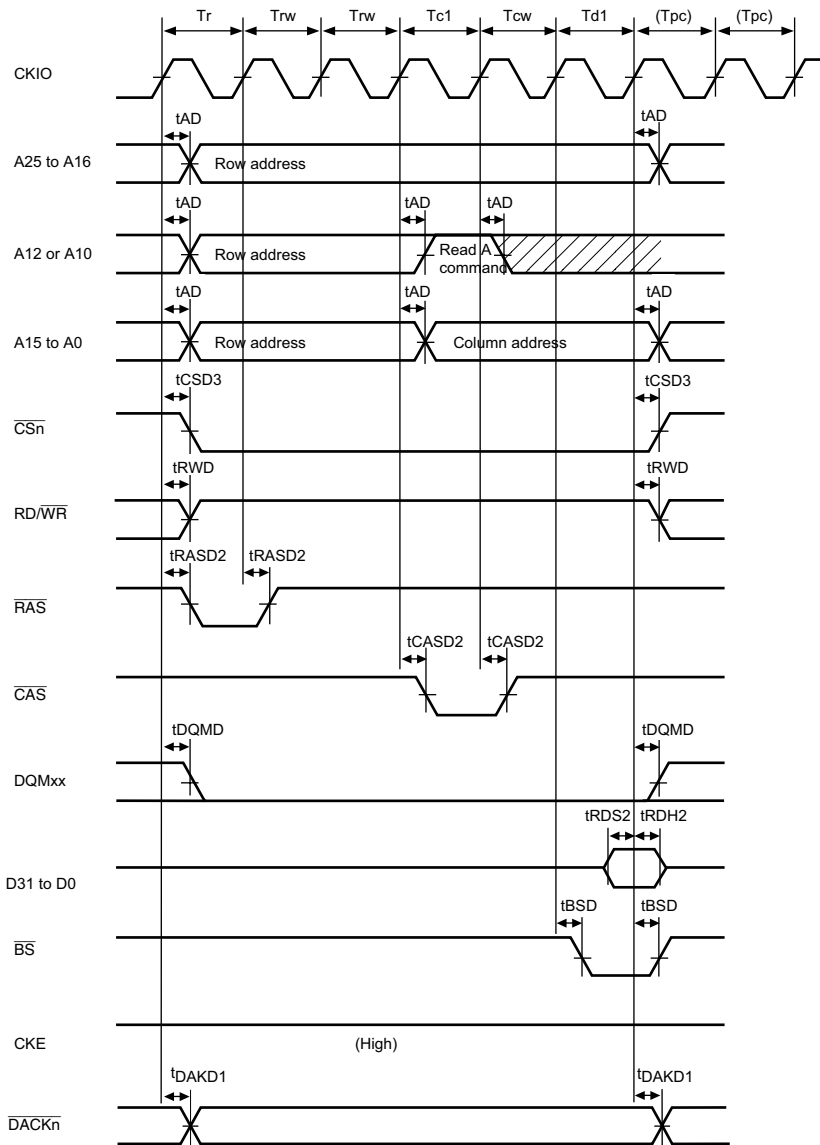 Tr Trw Trw Tc1 Tcw Td1 (Tpc) (Tpc)
CKIO
tAD tAD
A25 to A16 Row address
tAD tAD tAD
A12 or A10 Row address Read A
command
tAD tAD tAD
A15 to A0 Row address Column address
tCSD3 tCSD3
CSn
tRWD tRWD
RD/WR
tRASD2 tRASD2
RAS
tCASD2 tCASD2
CAS
tDQMD tDQMD
DQMxx
tRDS2 tRDH2
D31 to D0
tBSD tBSD
BS
CKE (High)
tDAKD1 tDAKD1
DACKn